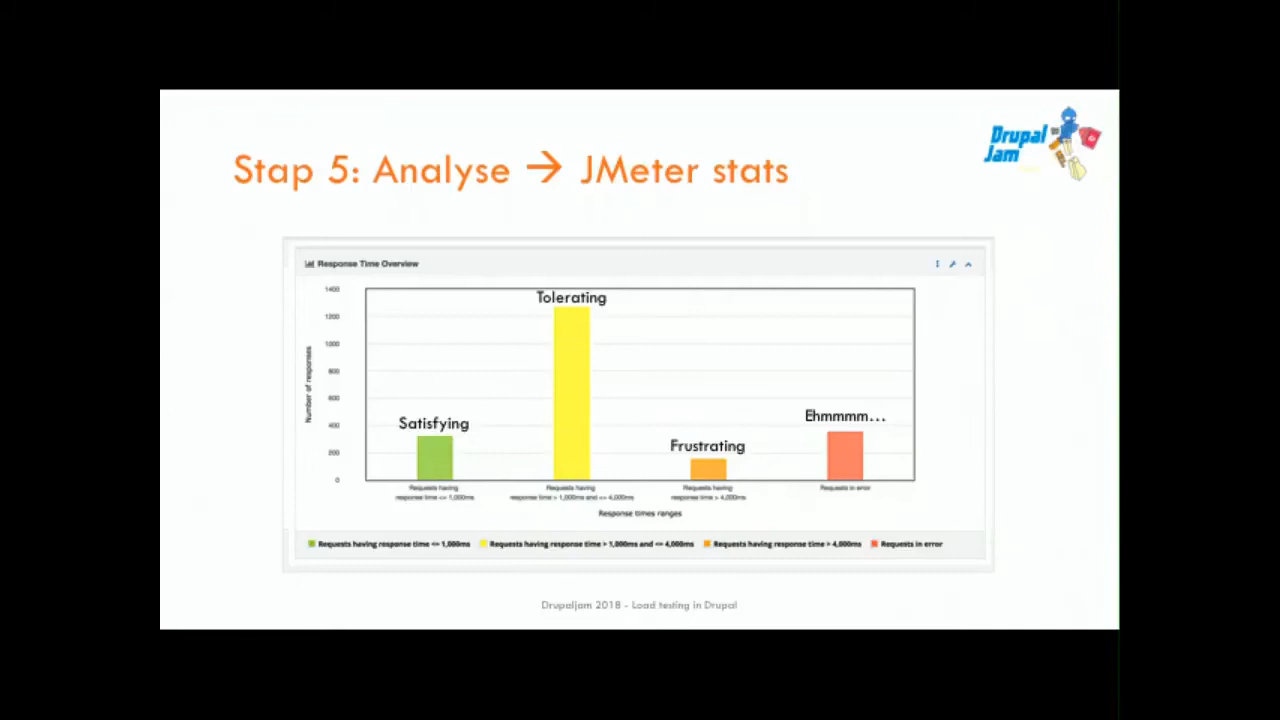 Drupal
Jam
Stap 5: Analyse → JMeter stats
Response Time Overview
1400
1200
1000
800
600
400
200
0
Number of responses
Satisfying
Tolerating
Frustrating
Ehmmmm...
Requests having
response time <= 1,000ms
Requests having
response time > 1,000ms and <= 4,000ms
Requests having
response time > 4,000ms
Requests in error
Response times ranges
Requests having response time <= 1,000ms Requests having response time > 1,000ms and <= 4,000ms Requests having response time > 4,000ms Requests in error
Drupaljam 2018 - Load testing in Drupal